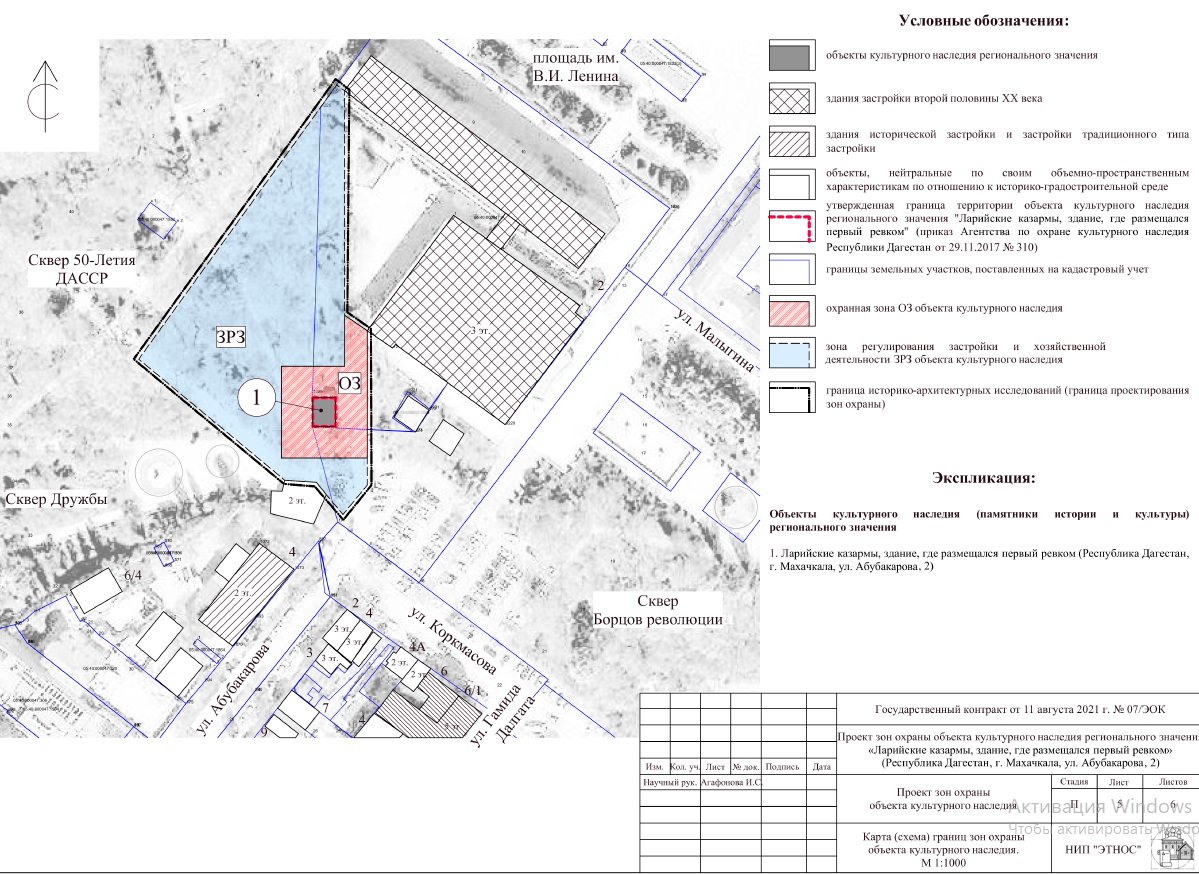 Условные обозначения:
объекты культурного наследия регионального значения
здания застройки второй половины XX века
здания исторической застройки и застройки традиционного типа
застройки
объекты, нейтральные по своим объемно-пространственным
характеристикам по отношению к историко-градостроительной среде
утвержденная граница территории объекта культурного наследия
регионального значения "Ларийские казармы, здание, где размещался
первый ревком" (приказ Агентства по охране культурного наследия
Республики Дагестан от 29.11.2017 № 310)
границы земельных участков, поставленных на кадастровый учет
охранная зона ОЗ объекта культурного наследия
зона регулирования застройки и хозяйственной
деятельности ЗРЗ объекта культурного наследия
граница историко-архитектурных исследований (граница проектирования
зон охраны)
Экспликация:
Объекты культурного наследия (памятники истории и культуры)
регионального значения
1. Ларийские казармы, здание, где размещался первый ревком (Республика Дагестан,
г. Махачкала, ул. Абубакарова, 2)
С
площадь им.
В.И. Ленина
Сквер 50-Летия
ДАССР
ЗРЗ
ОЗ
1
3 эт.
2
ул. Малыгина
Сквер Дружбы
2 эт.
4
6/4
2 эт.
Сквер
Борцов революции
ул. Коркмасова
2
4
3 эт.
3 эт.
3 эт.
3
4А
2 эт.
2 эт.
6
6/1
2 эт.
7
4
9
ул. Абубакарова
ул. Гамида
Далгата
Государственный контракт от 11 августа 2021 г. № 07/ЭОК
Проект зон охраны объекта культурного наследия регионального значения
«Ларийские казармы, здание, где размещался первый ревком»
(Республика Дагестан, г. Махачкала, ул. Абубакарова, 2)
Изм. Кол. уч. Лист № док. Подпись Дата
Научный рук. Агафонова И.С.
Проект зон охраны
объекта культурного наследия
Стадия Лист Листов
П 5 6
Карта (схема) границ зон охраны
объекта культурного наследия.
М 1:1000
НИП "ЭТНОС"
Активация Windows
Чтобы активировать Windo